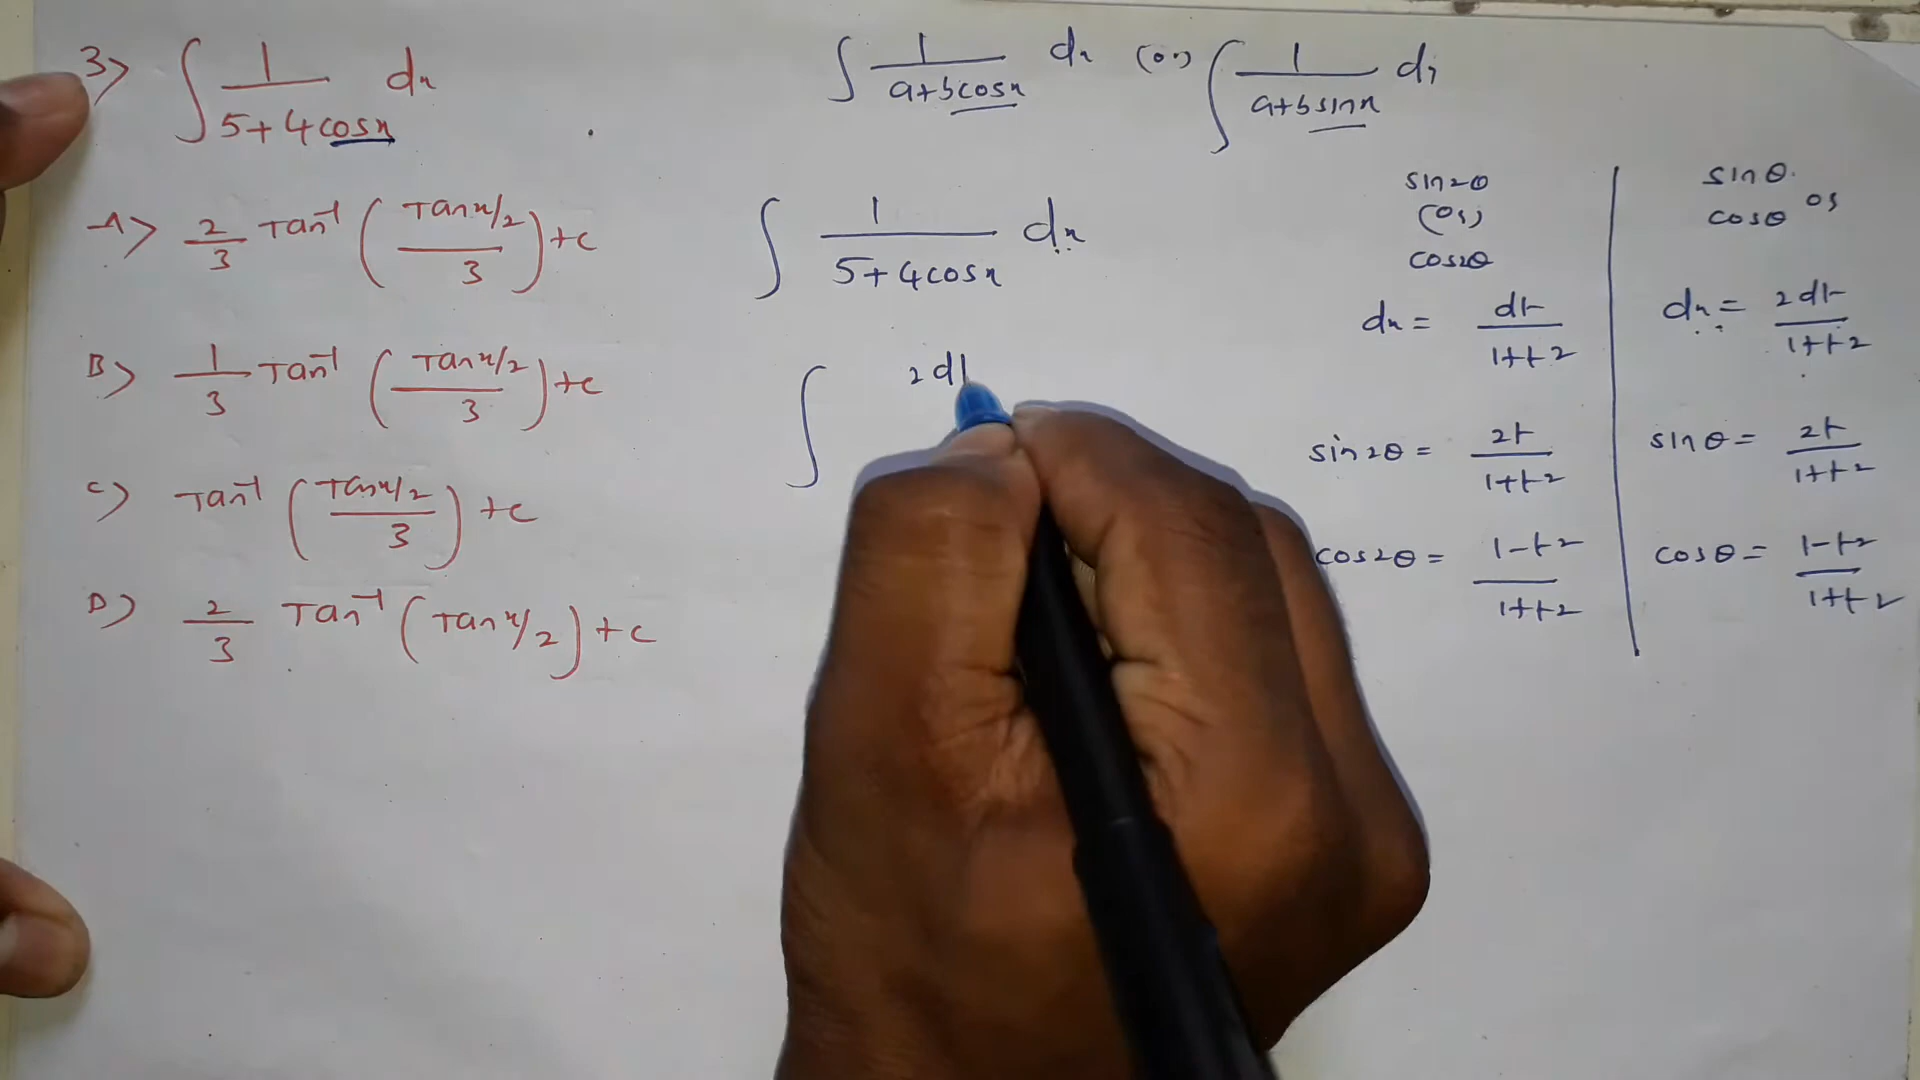 3) ∫ 1/(5+4cosx) dx
A) 2/3 Tan⁻¹ (Tanx/2 / 3) +c
B) 1/3 Tan⁻¹ (Tanx/2 / 3) +c
C) Tan⁻¹ (Tanx/2 / 3) +c
D) 2/3 Tan⁻¹ (Tanx/2) +c
∫ 1/(a+bcosx) dx (or) ∫ 1/(a+bsinx) dx
∫ 1/(5+4cosx) dx
∫ 2dt
sin2θ
(or)
cos2θ
dx = dt/(1+t2)
sin2θ = 2t/(1+t2)
cos2θ = 1-t2/(1+t2)
sinθ or
cosθ
dx = 2dt/(1+t2)
sinθ = 2t/(1+t2)
cosθ = 1-t2/(1+t2)